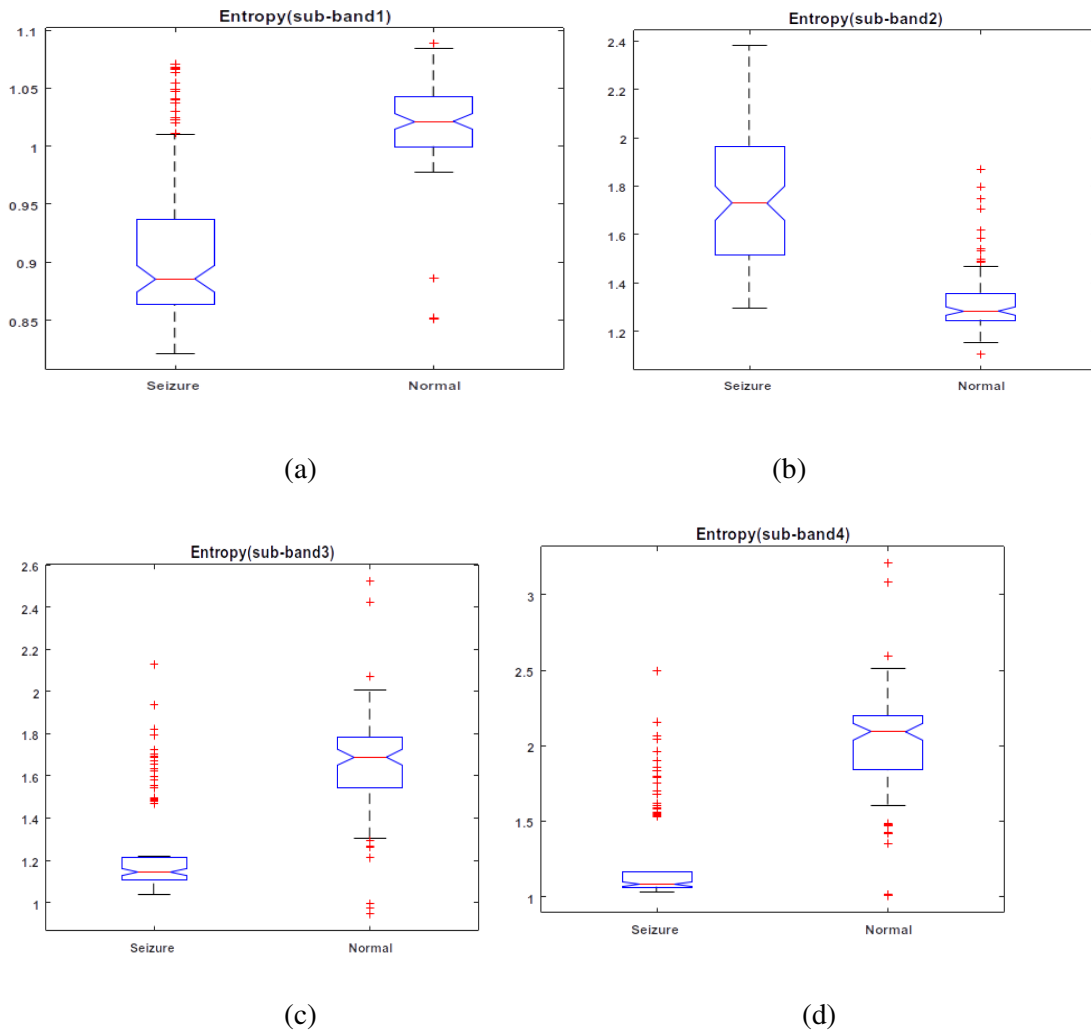 Entropy(sub-band1)
1.1
1.05
1
0.95
0.9
0.85
Seizure Normal
(a)
Entropy(sub-band2)
2.4
2.2
2
1.8
1.6
1.4
1.2
Seizure Normal
(b)
Entropy(sub-band3)
2.6
2.4
2.2
2
1.8
1.6
1.4
1.2
1
Seizure Normal
(c)
Entropy(sub-band4)
3
2.5
2
1.5
1
Seizure Normal
(d)